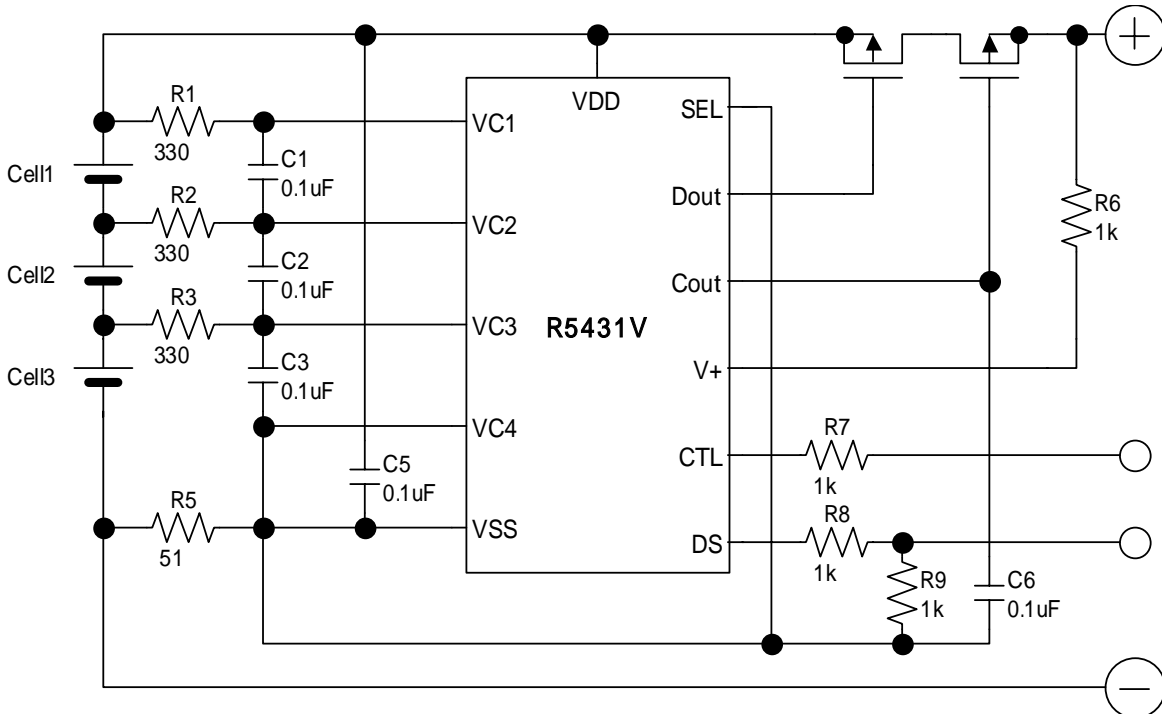 +
VDD
SEL
R1
330
VC1
C1
0.1uF
Cell1
R2
330
VC2
Dout
R6
1k
C2
0.1uF
Cell2
Cout
R3
330
VC3
R5431V
C3
0.1uF
Cell3
V+
VC4
R7
1k
CTL
C5
0.1uF
R5
51
VSS
R8
1k
DS
R9
1k
C6
0.1uF
−